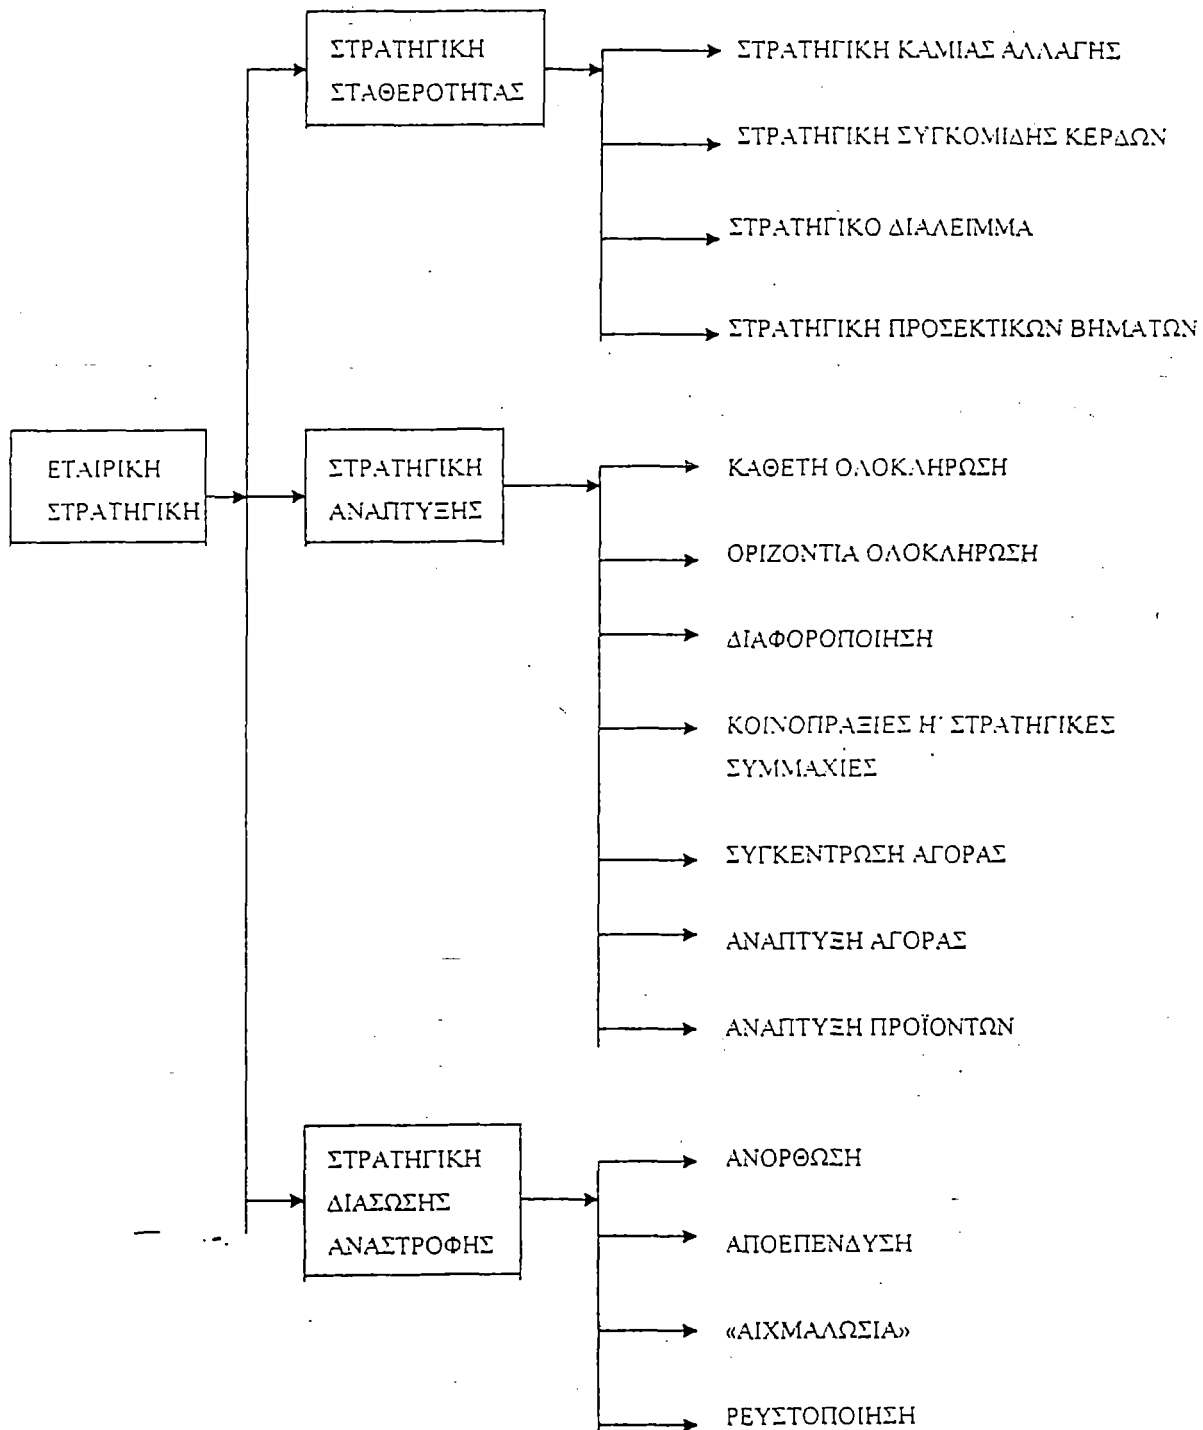 ΣΤΡΑΤΗΓΙΚΗ
ΣΤΑΘΕΡΟΤΗΤΑΣ
ΣΤΡΑΤΗΓΙΚΗ ΚΑΜΙΑΣ ΑΛΛΑΓΗΣ
ΣΤΡΑΤΗΓΙΚΗ ΣΥΓΚΟΜΙΔΗΣ ΚΕΡΔΩΝ
ΣΤΡΑΤΗΓΙΚΟ ΔΙΑΛΕΙΜΜΑ
ΣΤΡΑΤΗΓΙΚΗ ΠΡΟΣΕΚΤΙΚΩΝ ΒΗΜΑΤΩΝ
ΕΤΑΙΡΙΚΗ
ΣΤΡΑΤΗΓΙΚΗ
ΣΤΡΑΤΗΓΙΚΗ
ΑΝΑΠΤΥΞΗΣ
ΚΑΘΕΤΗ ΟΛΟΚΛΗΡΩΣΗ
ΟΡΙΖΟΝΤΙΑ ΟΛΟΚΛΗΡΩΣΗ
ΔΙΑΦΟΡΟΠΟΙΗΣΗ
ΚΟΙΝΟΠΡΑΞΙΕΣ Η΄ ΣΤΡΑΤΗΓΙΚΕΣ
ΣΥΜΜΑΧΙΕΣ
ΣΥΓΚΕΝΤΡΩΣΗ ΑΓΟΡΑΣ
ΑΝΑΠΤΥΞΗ ΑΓΟΡΑΣ
ΑΝΑΠΤΥΞΗ ΠΡΟΪΟΝΤΩΝ
ΣΤΡΑΤΗΓΙΚΗ
ΔΙΑΣΩΣΗΣ
ΑΝΑΣΤΡΟΦΗΣ
ΑΝΟΡΘΩΣΗ
ΑΠΟΕΠΕΝΔΥΣΗ
«ΑΙΧΜΑΛΩΣΙΑ»
ΡΕΥΣΤΟΠΟΙΗΣΗ